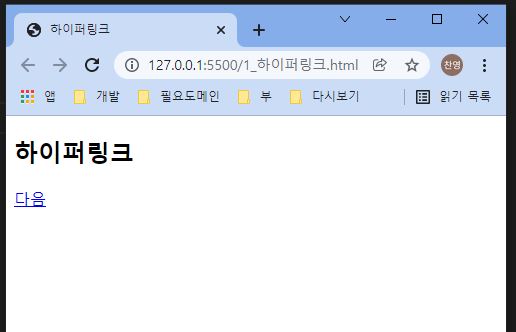 하이퍼링크
127.0.0.1:5500/1_하이퍼링크.html 찬영
앱 개발 필요도메인 부 다시보기 읽기 목록
하이퍼링크
다음